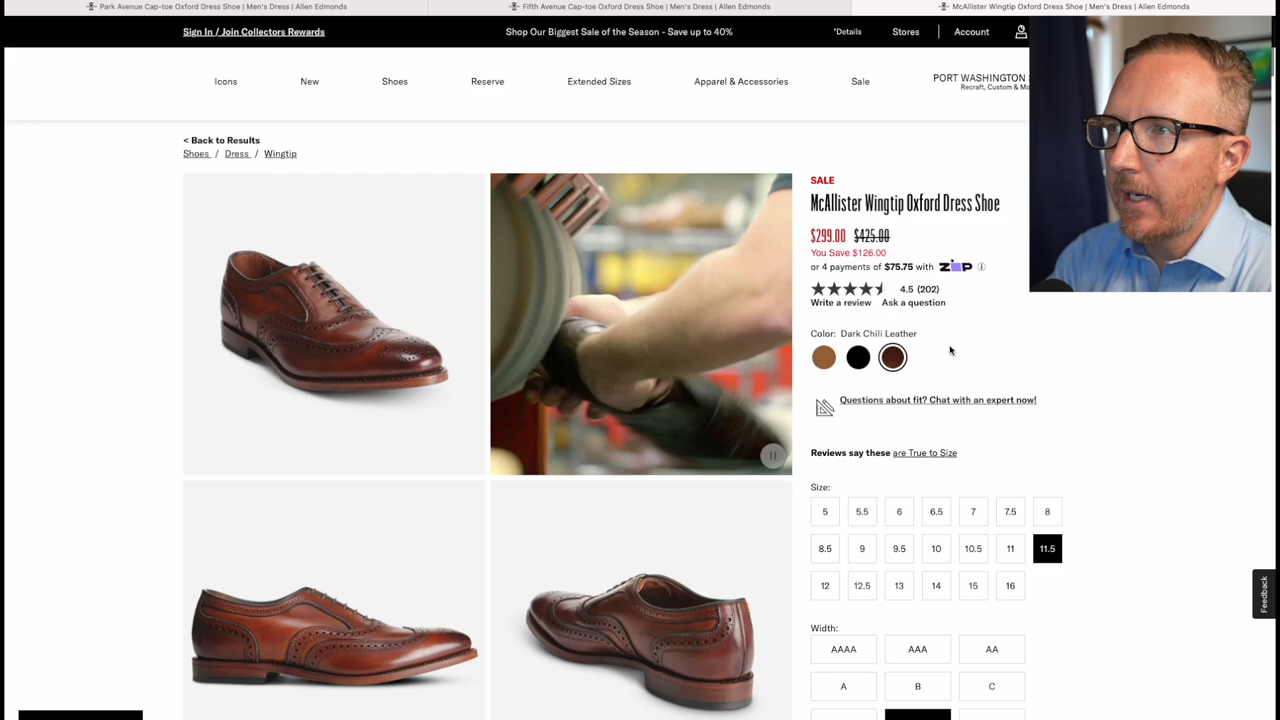 Park Avenue Cap-toe Oxford Dress Shoe | Men's Dress | Allen Edmonds
Fifth Avenue Cap-toe Oxford Dress Shoe | Men's Dress | Allen Edmonds
McAllister Wingtip Oxford Dress Shoe | Men's Dress | Allen Edmonds
Sign In / Join Collectors Rewards
Shop Our Biggest Sale of the Season - Save up to 40%
*Details
Stores
Account
Icons
New
Shoes
Reserve
Extended Sizes
Apparel & Accessories
Sale
PORT WASHINGTON
Recraft, Custom &
< Back to Results
Shoes / Dress / Wingtip
SALE
McAllister Wingtip Oxford Dress Shoe
$299.00 $425.00
You Save $126.00
or 4 payments of $75.75 with ZIP
4.5 (202)
Write a review Ask a question
Color: Dark Chili Leather
Questions about fit? Chat with an expert now!
Reviews say these are True to Size
Size:
5 5.5 6 6.5 7 7.5 8
8.5 9 9.5 10 10.5 11 11.5
12 12.5 13 14 15 16
Width:
AAAA AAA AA
A B C
Feedback